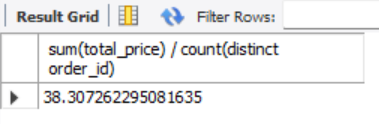 Result Grid Filter Rows:
sum(total_price) / count(distinct
order_id)
38.307262295081635